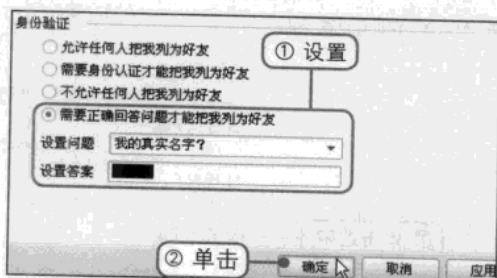 身份验证
允许任何人把我列为好友
① 设置
需要身份认证才能把我列为好友
不允许任何人把我列为好友
需要正确回答问题才能把我列为好友
设置问题 我的真实名字?
设置答案
② 单击
确定 取消 应用